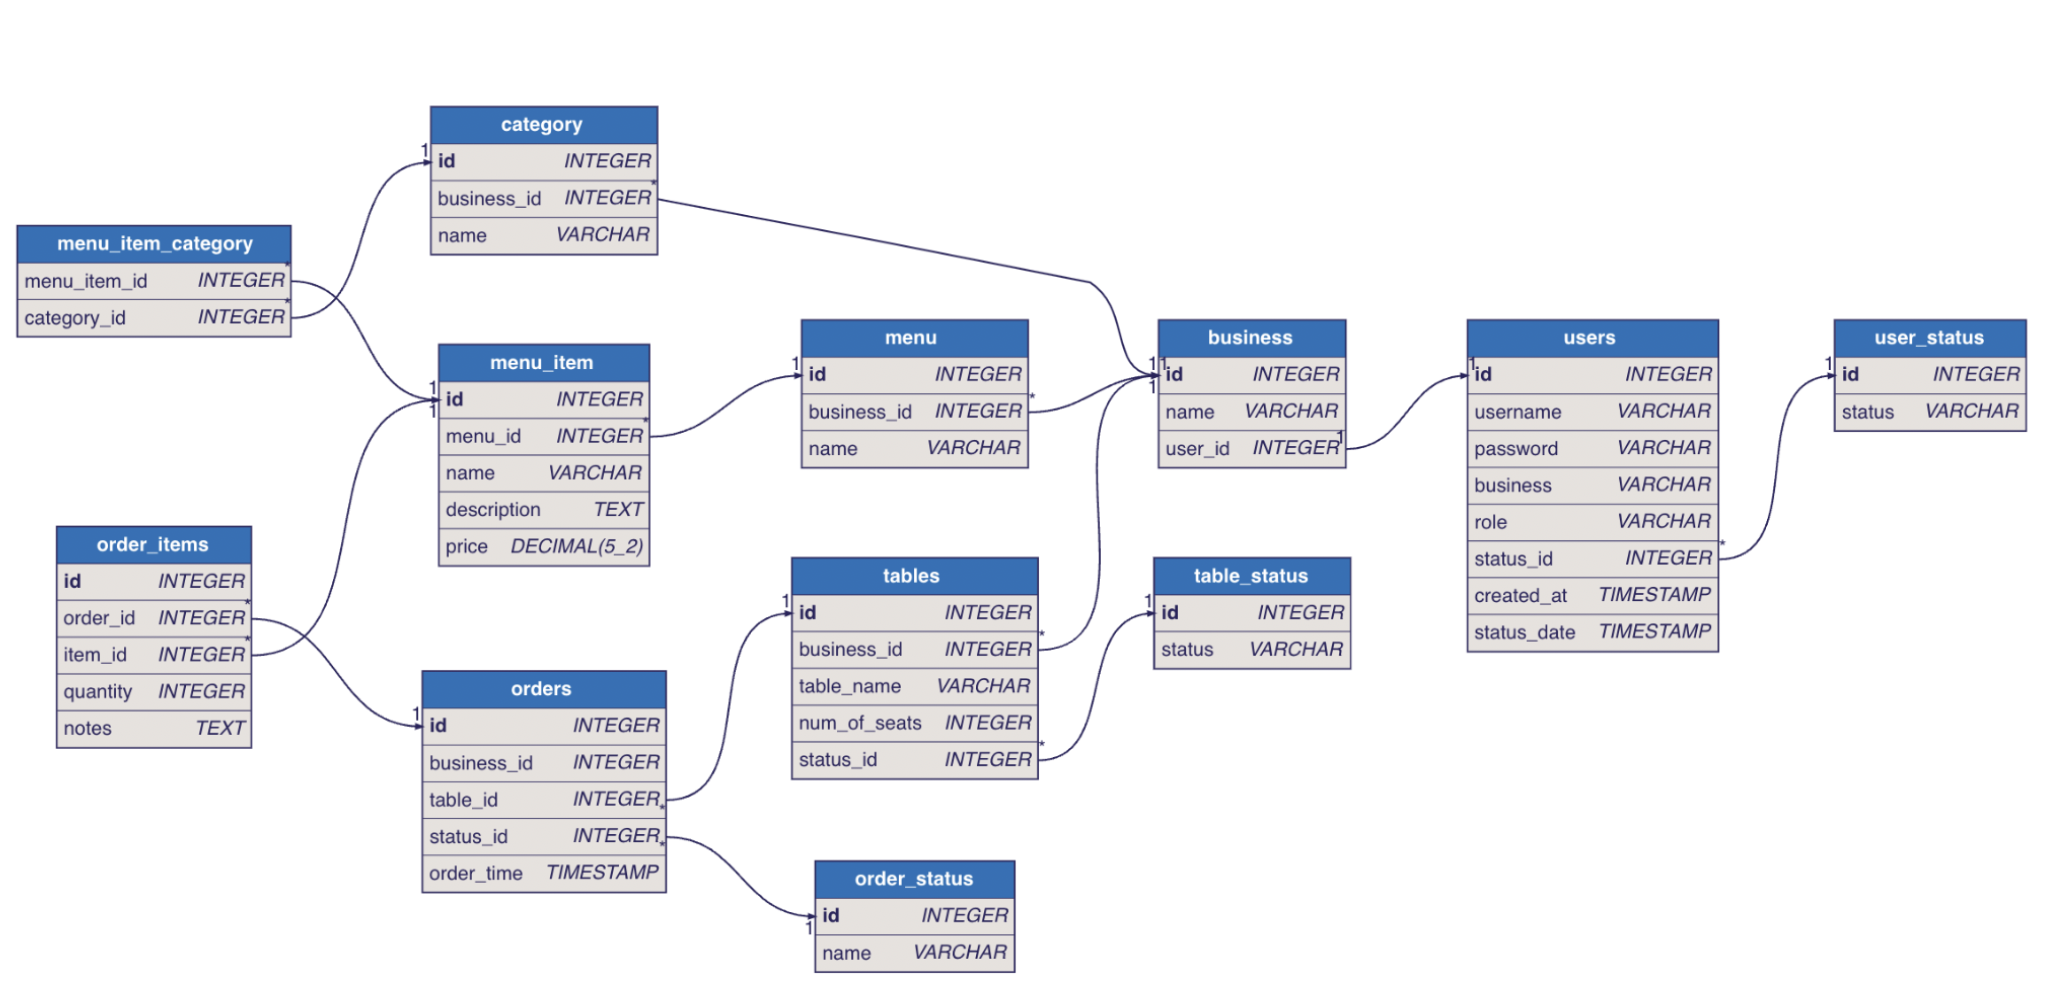 category
id INTEGER
business_id INTEGER
name VARCHAR
menu_item_category
menu_item_id INTEGER
category_id INTEGER
menu_item
id INTEGER
menu_id INTEGER
name VARCHAR
description TEXT
price DECIMAL(5_2)
menu
id INTEGER
business_id INTEGER
name VARCHAR
business
id INTEGER
name VARCHAR
user_id INTEGER
users
id INTEGER
username VARCHAR
password VARCHAR
business VARCHAR
role VARCHAR
status_id INTEGER
created_at TIMESTAMP
status_date TIMESTAMP
user_status
id INTEGER
status VARCHAR
order_items
id INTEGER
order_id INTEGER
item_id INTEGER
quantity INTEGER
notes TEXT
orders
id INTEGER
business_id INTEGER
table_id INTEGER
status_id INTEGER
order_time TIMESTAMP
tables
id INTEGER
business_id INTEGER
table_name VARCHAR
num_of_seats INTEGER
status_id INTEGER
table_status
id INTEGER
status VARCHAR
order_status
id INTEGER
name VARCHAR
1
1
1
1
1
1
1
1
1
1
1
1
1
*
*
*
*
*
*
*
*
*
*
*